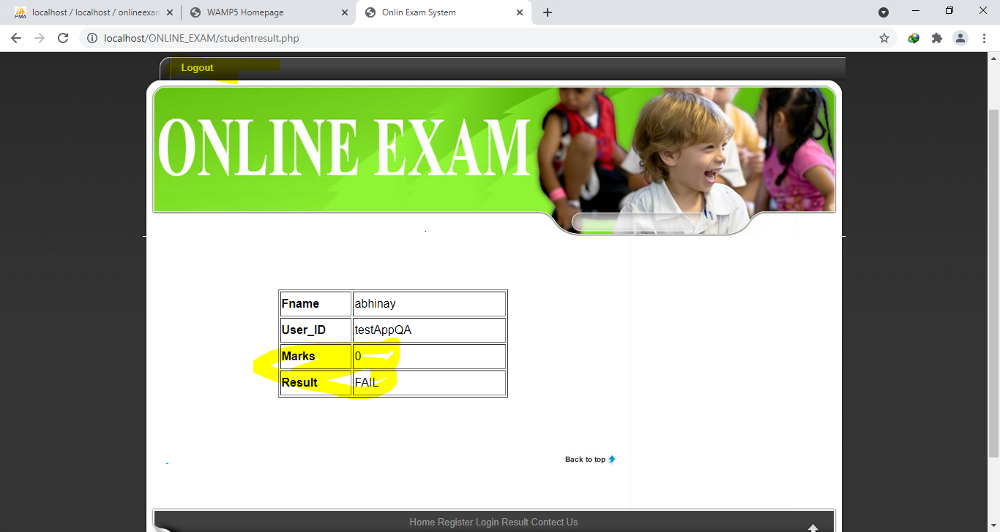 PMA localhost / localhost / onlineexam
WAMP5 Homepage
Onlin Exam System
localhost/ONLINE_EXAM/studentresult.php
Logout
ONLINE EXAM
Fname abhinay
User_ID testAppQA
Marks 0
Result FAIL
Back to top
Home Register Login Result Contect Us